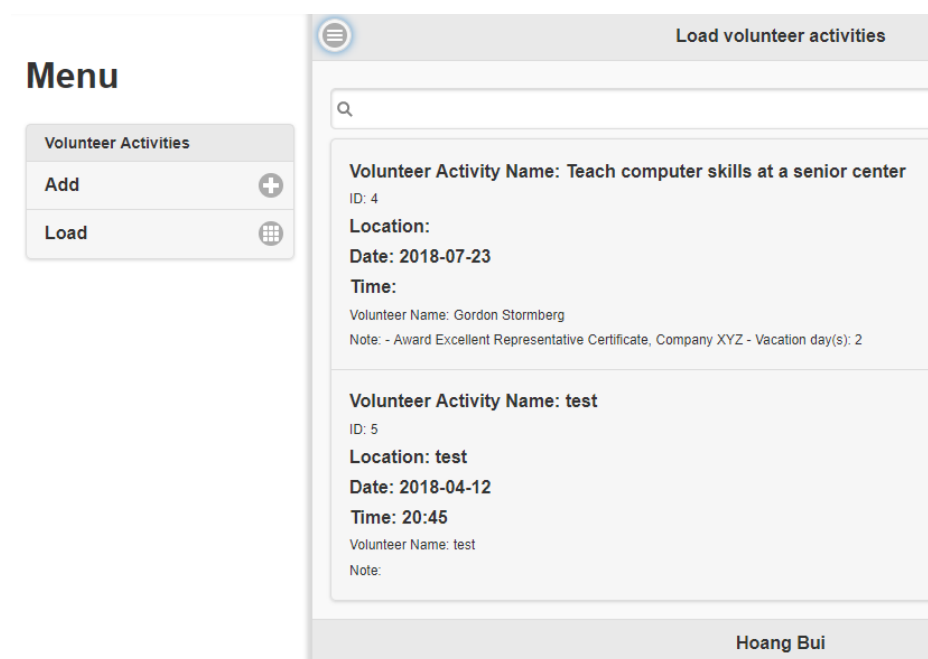 Menu
Volunteer Activities
Add
Load
Load volunteer activities
Volunteer Activity Name: Teach computer skills at a senior center
ID: 4
Location:
Date: 2018-07-23
Time:
Volunteer Name: Gordon Stormberg
Note: - Award Excellent Representative Certificate, Company XYZ - Vacation day(s): 2
Volunteer Activity Name: test
ID: 5
Location: test
Date: 2018-04-12
Time: 20:45
Volunteer Name: test
Note:
Hoang Bui